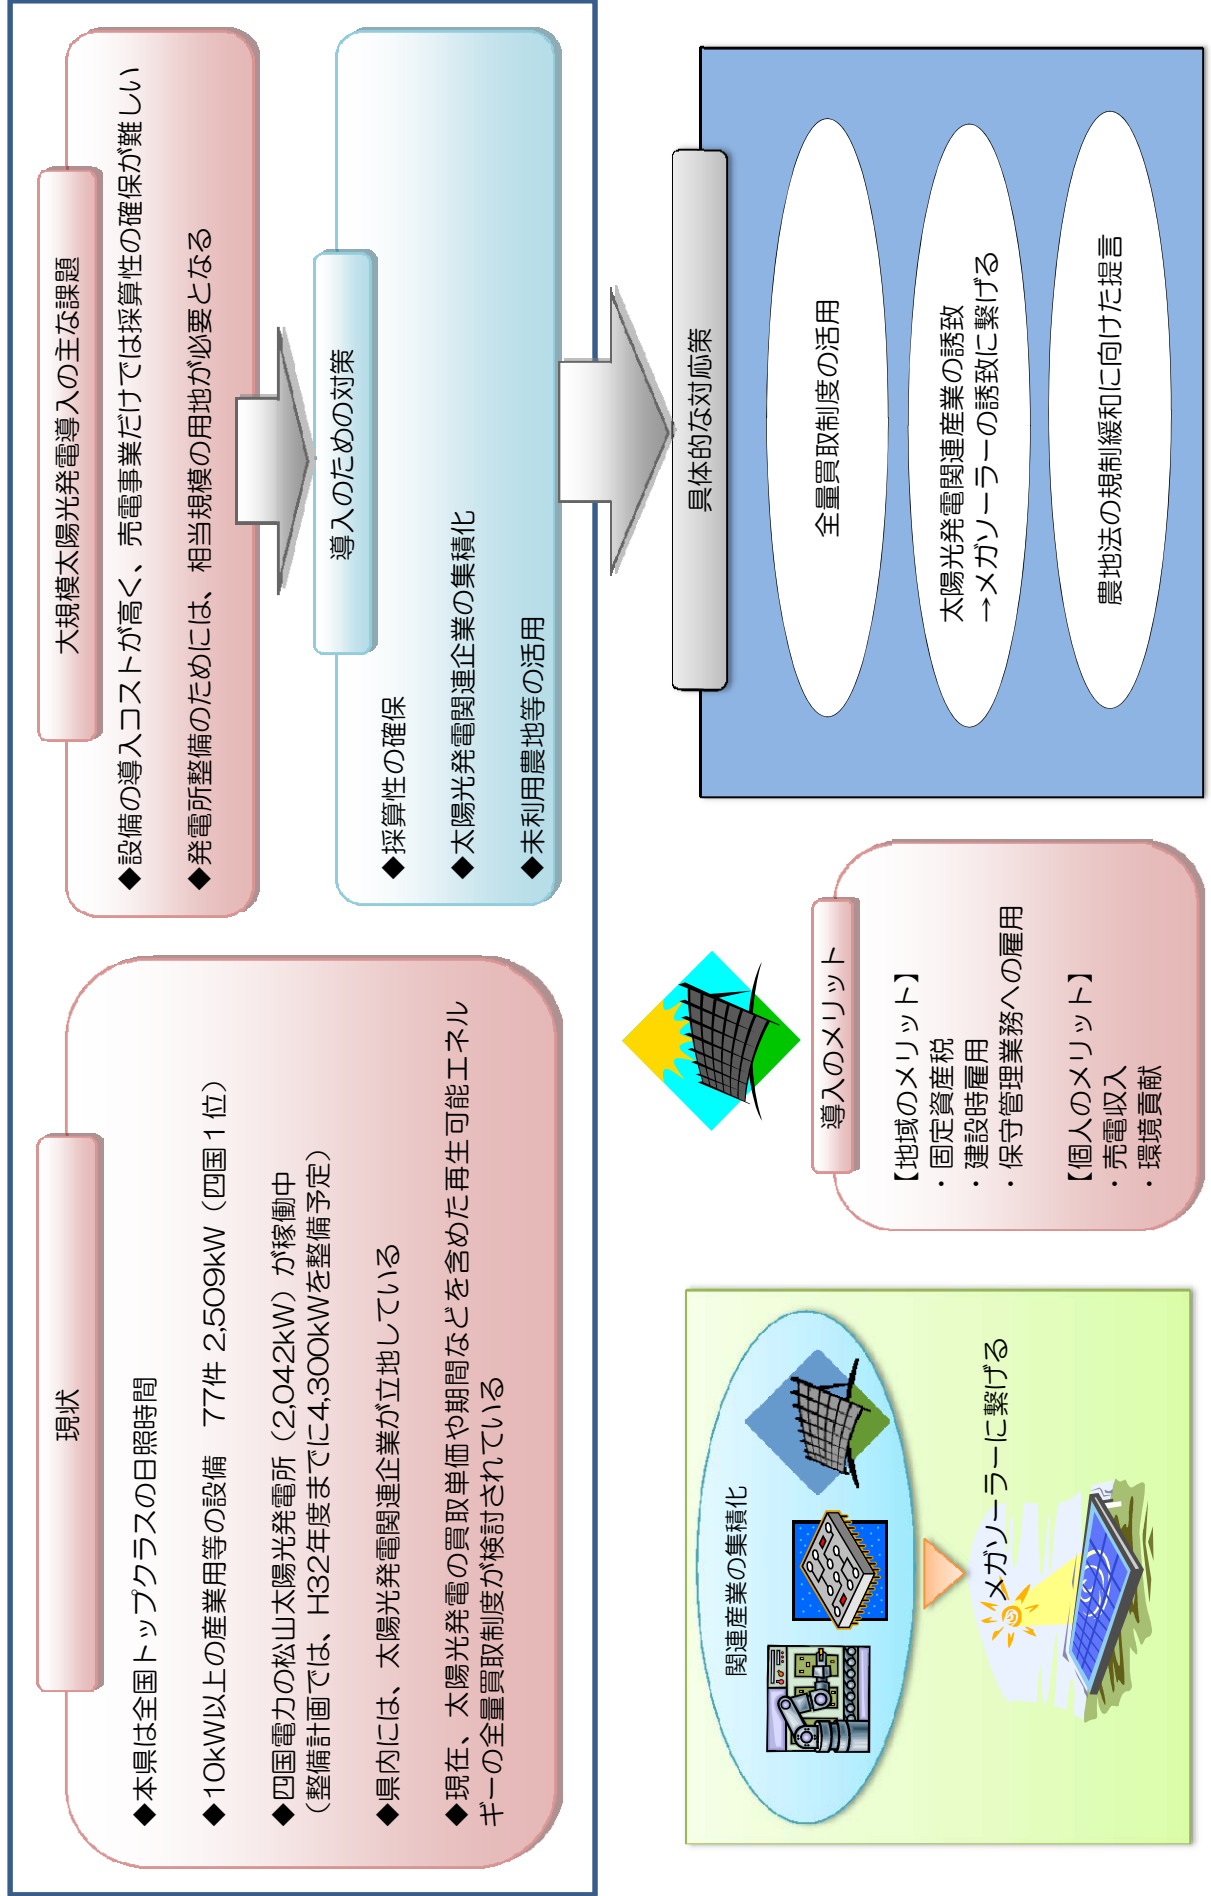 現状
◆本県は全国トップクラスの日照時間
◆10kW以上の産業用等の設備　77件 2,509kW（四国１位）
◆四国電力の松山太陽光発電所（2,042kW）が稼働中
（整備計画では、H32年度までに4,300kWを整備予定）
◆県内には、太陽光発電関連企業が立地している
◆現在、太陽光発電の買取単価や期間などを含めた再生可能エネル
ギーの全量買取制度が検討されている
大規模太陽光発電導入の主な課題
◆設備の導入コストが高く、売電事業だけでは採算性の確保が難しい
◆発電所整備のためには、相当規模の用地が必要となる
導入のための対策
◆採算性の確保
◆太陽光発電関連企業の集積化
◆未利用農地等の活用
関連産業の集積化
メガソーラーに繋げる
導入のメリット
【地域のメリット】
・固定資産税
・建設時雇用
・保守管理業務への雇用
【個人のメリット】
・売電収入
・環境貢献
具体的な対応策
全量買取制度の活用
太陽光発電関連産業の誘致
→メガソーラーの誘致に繋げる
農地法の規制緩和に向けた提言